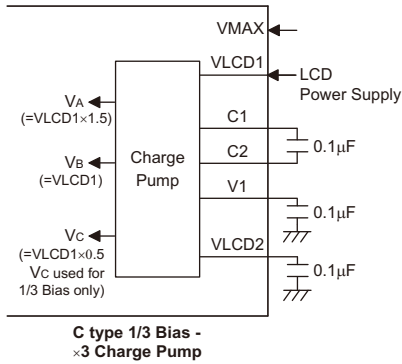 VMAX
VLCD1
LCD
Power Supply
VA
(=VLCD1×1.5)
C1
0.1μF
C2
VB
(=VLCD1)
Charge
Pump
V1
0.1μF
VC
(=VLCD1×0.5
VC used for
1/3 Bias only)
VLCD2
0.1μF
C type 1/3 Bias -
×3 Charge Pump